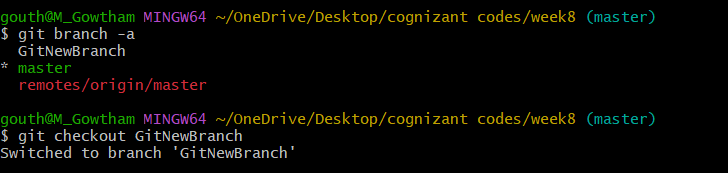 gouth@M_Gowtham MINGW64 ~/OneDrive/Desktop/cognizant codes/week8 (master)
$ git branch -a
  GitNewBranch
* master
  remotes/origin/master

gouth@M_Gowtham MINGW64 ~/OneDrive/Desktop/cognizant codes/week8 (master)
$ git checkout GitNewBranch
Switched to branch 'GitNewBranch'